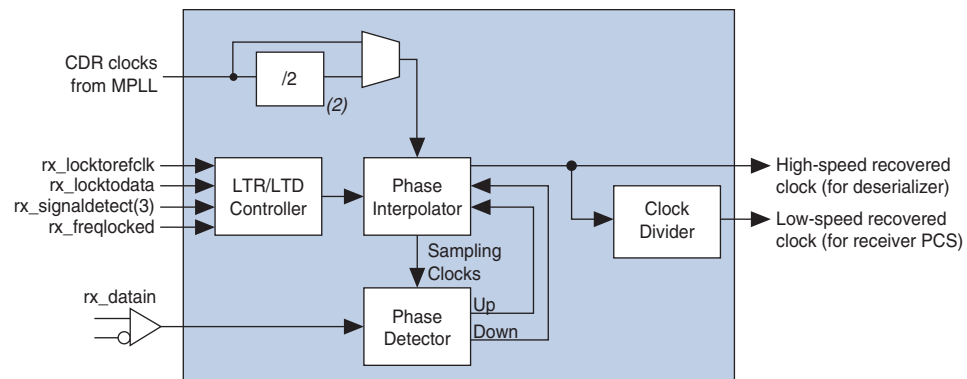 CDR clocks
from MPLL
/2
(2)
rx_locktorefclk
rx_locktodata
rx_signaldetect(3)
rx_freqlocked
LTR/LTD
Controller
Phase
Interpolator
High-speed recovered
clock (for deserializer)
Clock
Divider
Low-speed recovered
clock (for receiver PCS)
Sampling
Clocks
rx_datain
Phase
Detector
Up
Down